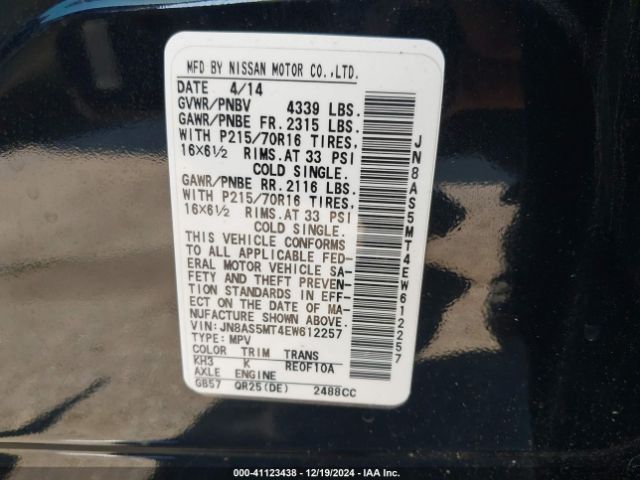 MFD BY NISSAN MOTOR CO.,LTD.
DATE 4/14
GVWR/PNBV 4339 LBS.
GAWR/PNBE FR. 2315 LBS.
WITH P215/70R16 TIRES,
16×6½ RIMS. AT 33 PSI
COLD SINGLE.
GAWR/PNBE RR. 2116 LBS.
WITH P215/70R16 TIRES,
16×6½ RIMS. AT 33 PSI
COLD SINGLE.
THIS VEHICLE CONFORMS
TO ALL APPLICABLE FED-
ERAL MOTOR VEHICLE SA-
FETY AND THEFT PREVEN-
TION STANDARDS IN EFF-
ECT ON THE DATE OF MA-
NUFACTURE SHOWN ABOVE.
VIN: JN8AS5MT4EW612257
TYPE: MPV
COLOR TRIM TRANS
KH3 K RE0F10A
AXLE ENGINE
GB57 QR25(DE) 2488CC
JN8AS5MT4EW612257
000-41123438 - 12/19/2024 - IAA Inc.